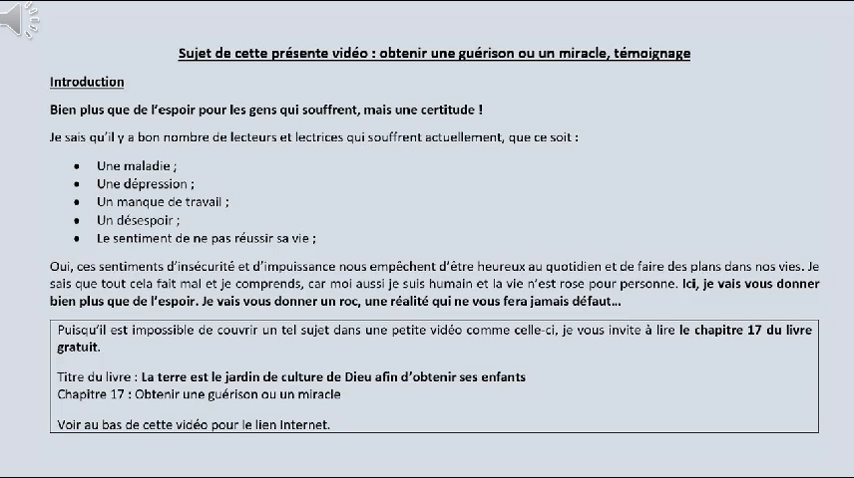 Sujet de cette présente vidéo : obtenir une guérison ou un miracle, témoignage
Introduction
Bien plus que de l'espoir pour les gens qui souffrent, mais une certitude !
Je sais qu'il y a bon nombre de lecteurs et lectrices qui souffrent actuellement, que ce soit :
• Une maladie ;
• Une dépression ;
• Un manque de travail ;
• Un désespoir ;
• Le sentiment de ne pas réussir sa vie ;
Oui, ces sentiments d'insécurité et d'impuissance nous empêchent d'être heureux au quotidien et de faire des plans dans nos vies. Je
sais que tout cela fait mal et je comprends, car moi aussi je suis humain et la vie n'est rose pour personne. Ici, je vais vous donner
bien plus que de l'espoir. Je vais vous donner un roc, une réalité qui ne vous fera jamais défaut...
Puisqu'il est impossible de couvrir un tel sujet dans une petite vidéo comme celle-ci, je vous invite à lire le chapitre 17 du livre
gratuit.
Titre du livre : La terre est le jardin de culture de Dieu afin d'obtenir ses enfants
Chapitre 17 : Obtenir une guérison ou un miracle
Voir au bas de cette vidéo pour le lien Internet.